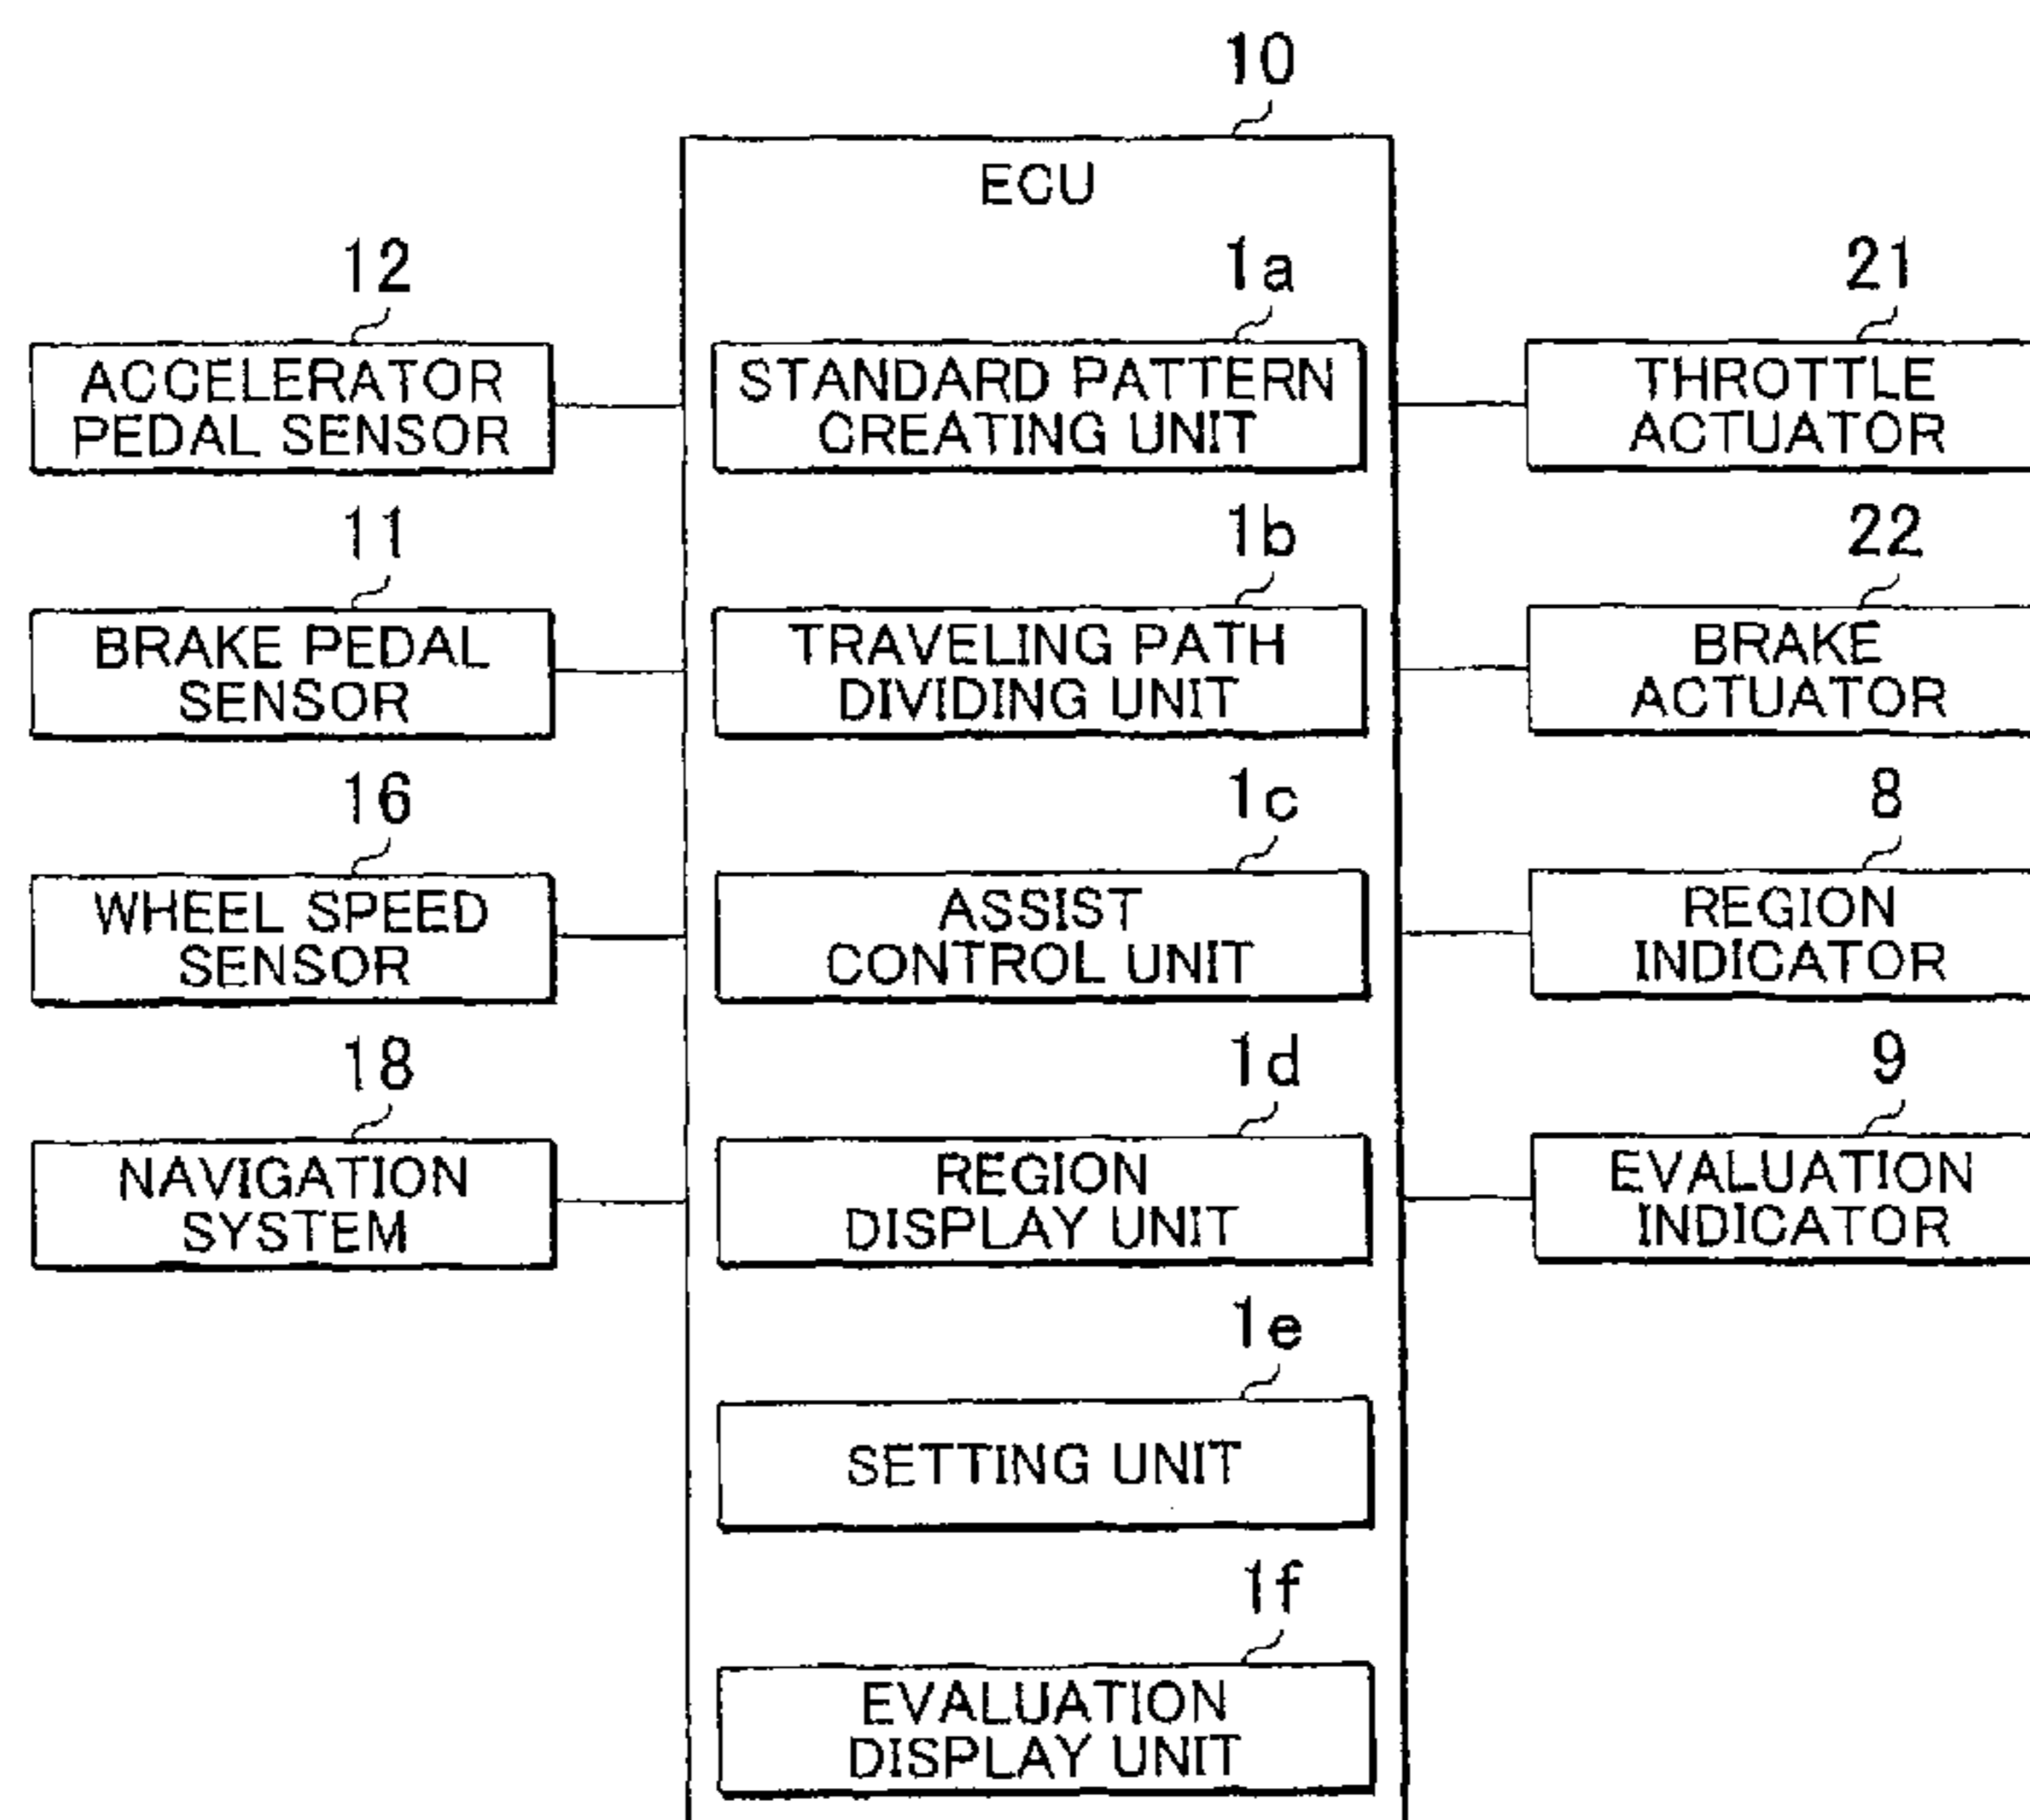 10
ECU
12
ACCELERATOR
PEDAL SENSOR
1a
STANDARD PATTERN
CREATING UNIT
21
THROTTLE
ACTUATOR
11
BRAKE PEDAL
SENSOR
1b
TRAVELING PATH
DIVIDING UNIT
22
BRAKE
ACTUATOR
16
WHEEL SPEED
SENSOR
1c
ASSIST
CONTROL UNIT
8
REGION
INDICATOR
18
NAVIGATION
SYSTEM
1d
REGION
DISPLAY UNIT
9
EVALUATION
INDICATOR
1e
SETTING UNIT
1f
EVALUATION
DISPLAY UNIT